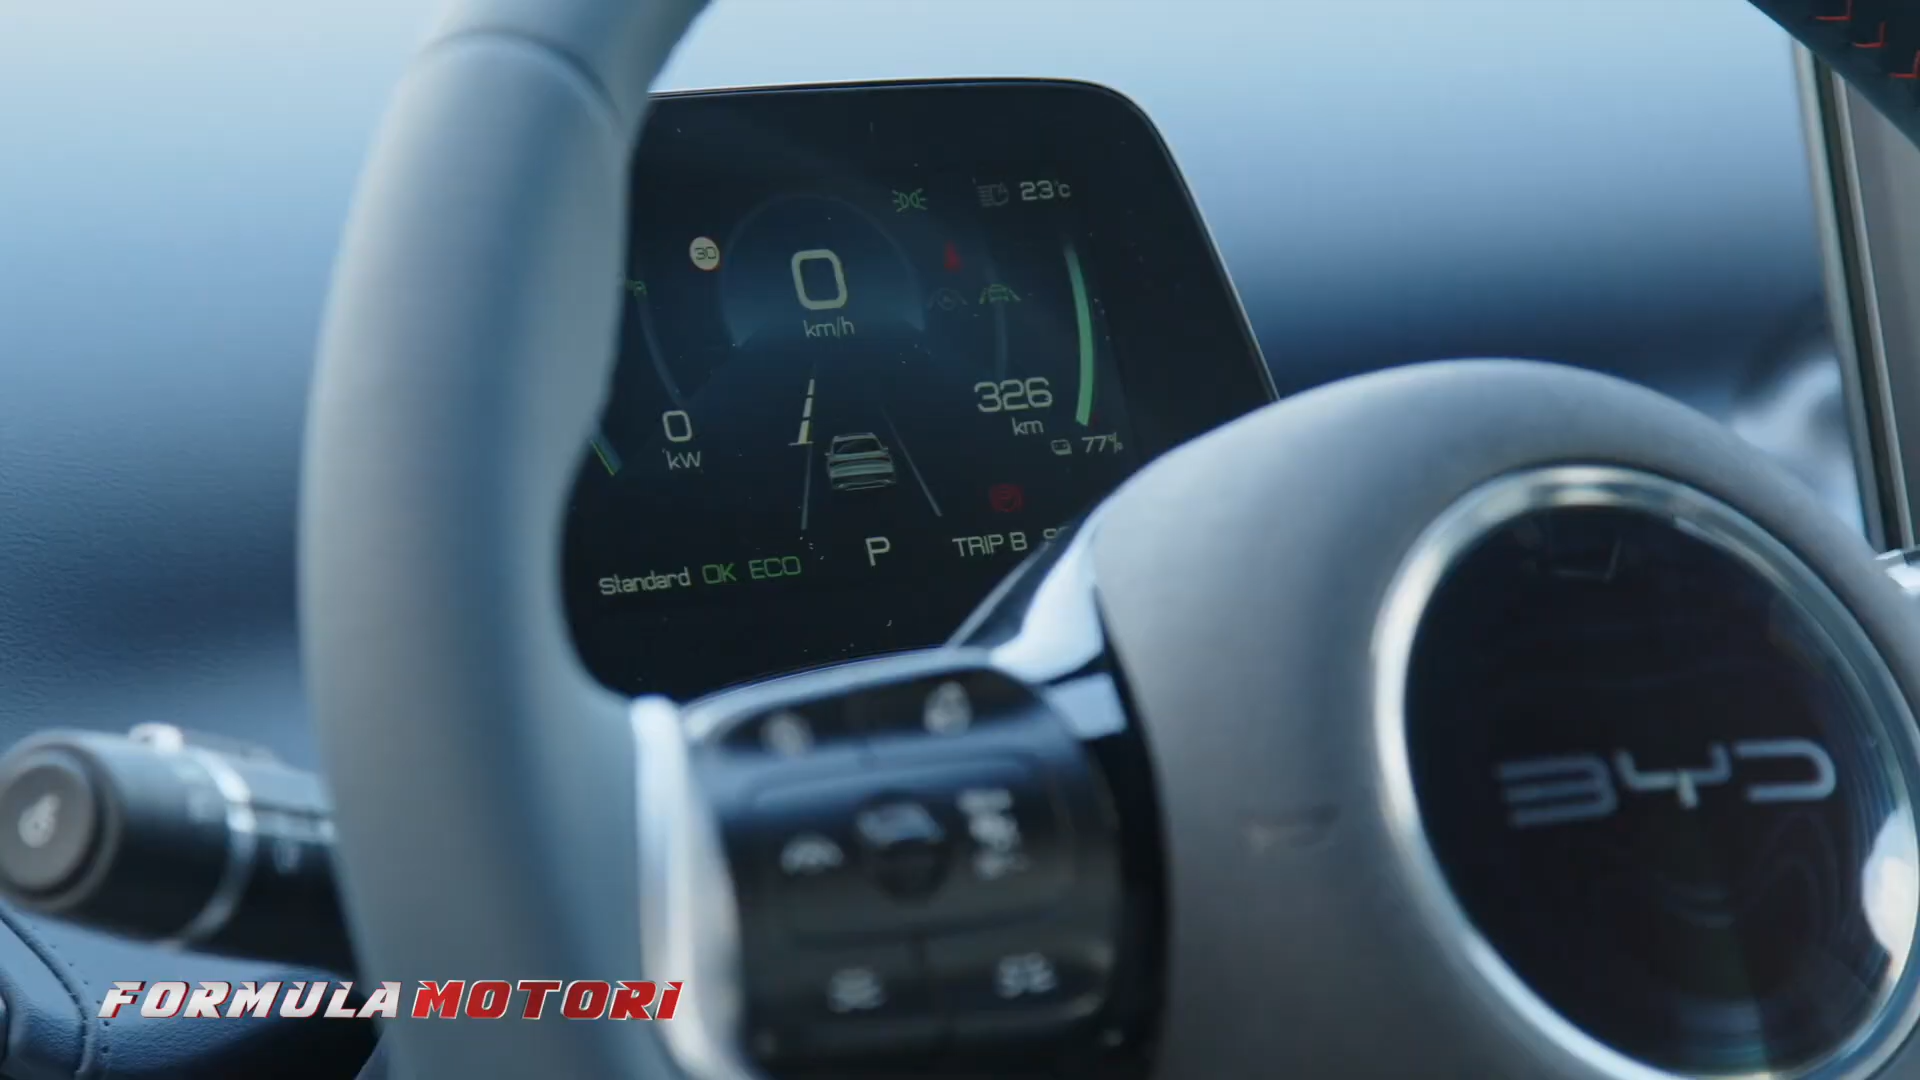 23°c
30
0
km/h
326
km
0
kW
77%
P
TRIP B
Standard OK ECO
BYD
FORMULA MOTORI